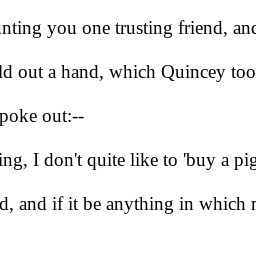 nting you one trusting friend, and
ld out a hand, which Quincey too
poke out:--
ing, I don't quite like to 'buy a pig
d, and if it be anything in which